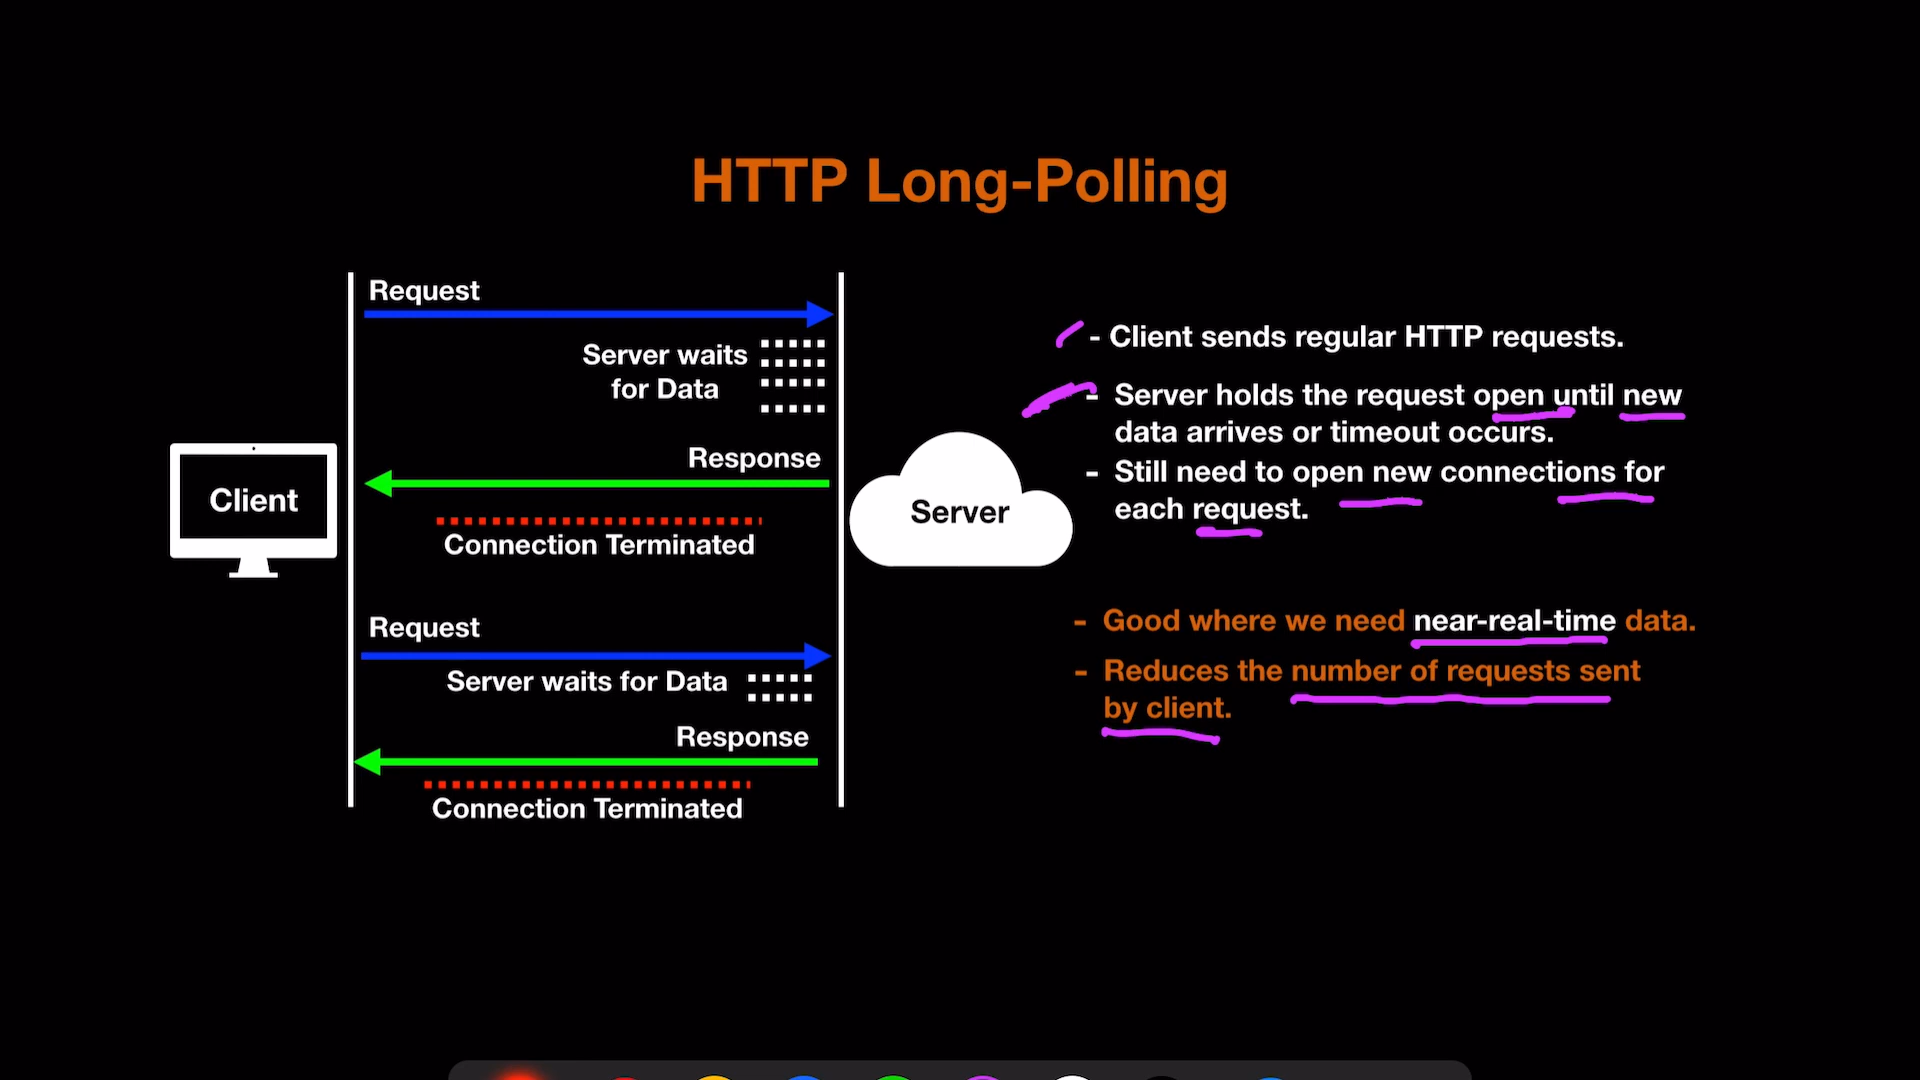 HTTP Long-Polling
Request
Server waits
for Data
Response
Connection Terminated
Client
Server
Request
Server waits for Data
Response
Connection Terminated
- Client sends regular HTTP requests.
- Server holds the request open until new
data arrives or timeout occurs.
- Still need to open new connections for
each request.
- Good where we need near-real-time data.
- Reduces the number of requests sent
by client.